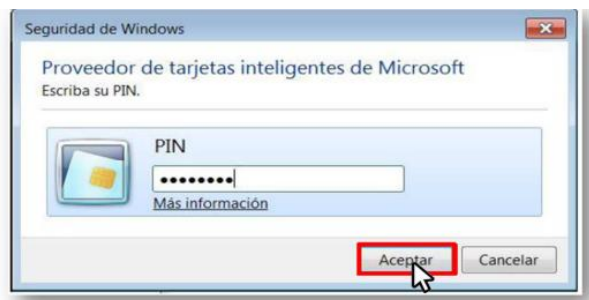 Seguridad de Windows
Proveedor de tarjetas inteligentes de Microsoft
Escriba su PIN.
PIN
••••••••
Más información
Aceptar Cancelar